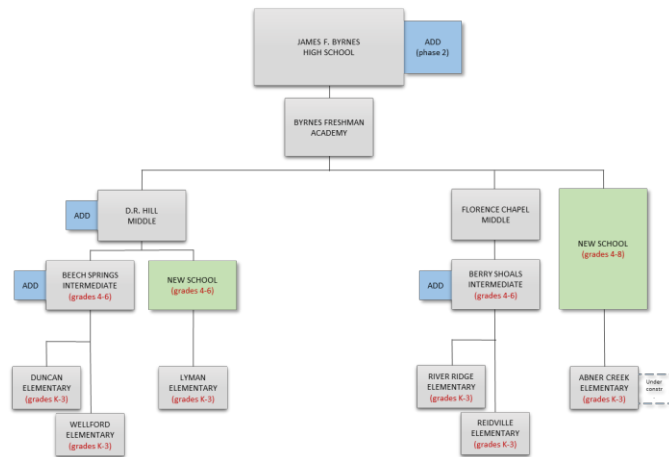 JAMES F. BYRNES
HIGH SCHOOL
ADD
(phase 2)
BYRNES FRESHMAN
ACADEMY
ADD
D.R. HILL
MIDDLE
FLORENCE CHAPEL
MIDDLE
NEW SCHOOL
(grades 4-8)
ADD
BEECH SPRINGS
INTERMEDIATE
(grades 4-6)
NEW SCHOOL
(grades 4-6)
ADD
BERRY SHOALS
INTERMEDIATE
(grades 4-6)
DUNCAN
ELEMENTARY
(grades K-3)
WELLFORD
ELEMENTARY
(grades K-3)
LYMAN
ELEMENTARY
(grades K-3)
RIVER RIDGE
ELEMENTARY
(grades K-3)
REIDVILLE
ELEMENTARY
(grades K-3)
ABNER CREEK
ELEMENTARY
(grades K-3)
Under
constr